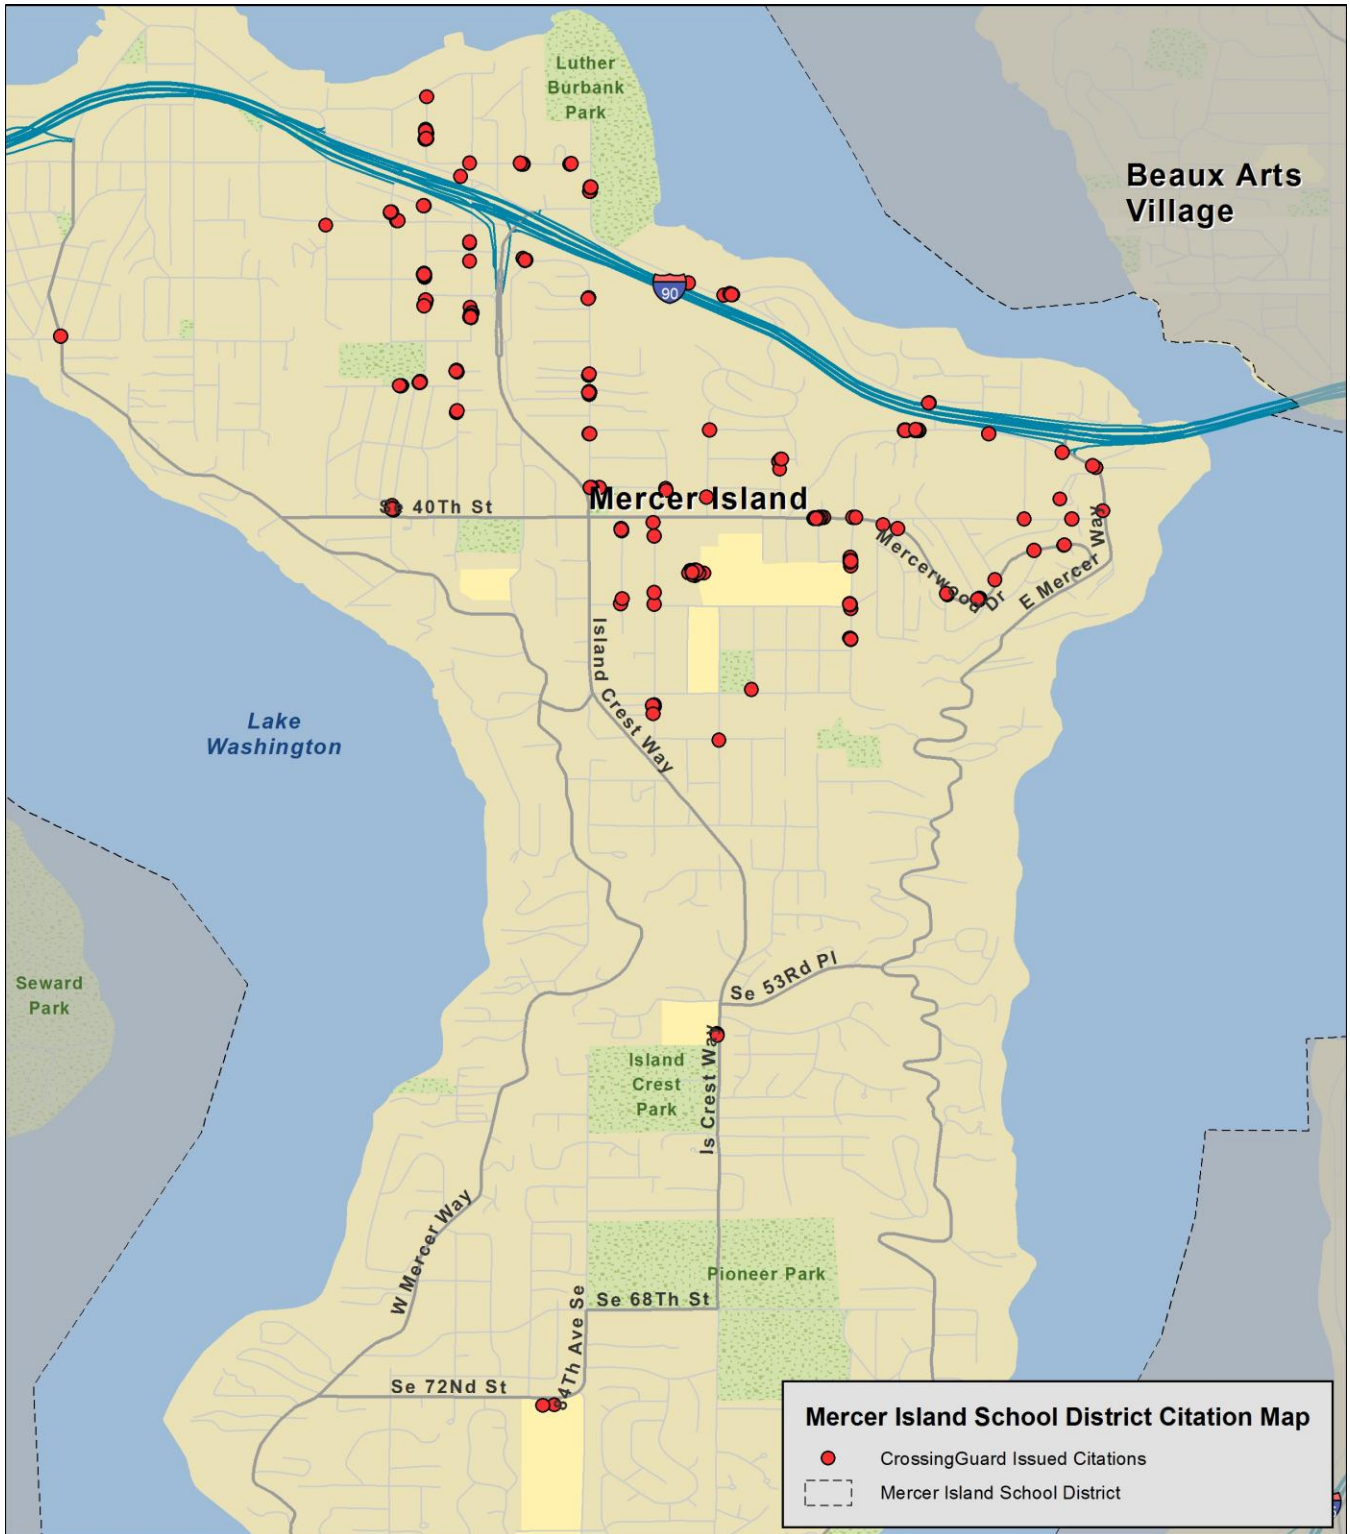 Luther
Burbank
Park
Beaux Arts
Village
90
Mercer Island
Se 40Th St
Mercerwood Dr
E Mercer Way
Island Crest Way
Lake
Washington
Seward
Park
Se 53Rd Pl
Island
Crest
Park
Is Crest Way
W Mercer Way
Pioneer Park
Se 68Th St
84Th Ave Se
Se 72Nd St
Mercer Island School District Citation Map
CrossingGuard Issued Citations
Mercer Island School District